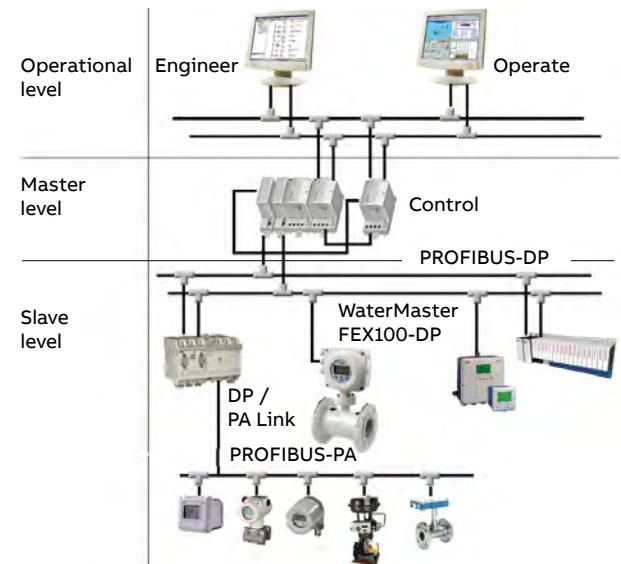 Operational
level
Engineer
Operate
Master
level
Control
PROFIBUS-DP
Slave
level
WaterMaster
FEX100-DP
DP /
PA Link
PROFIBUS-PA